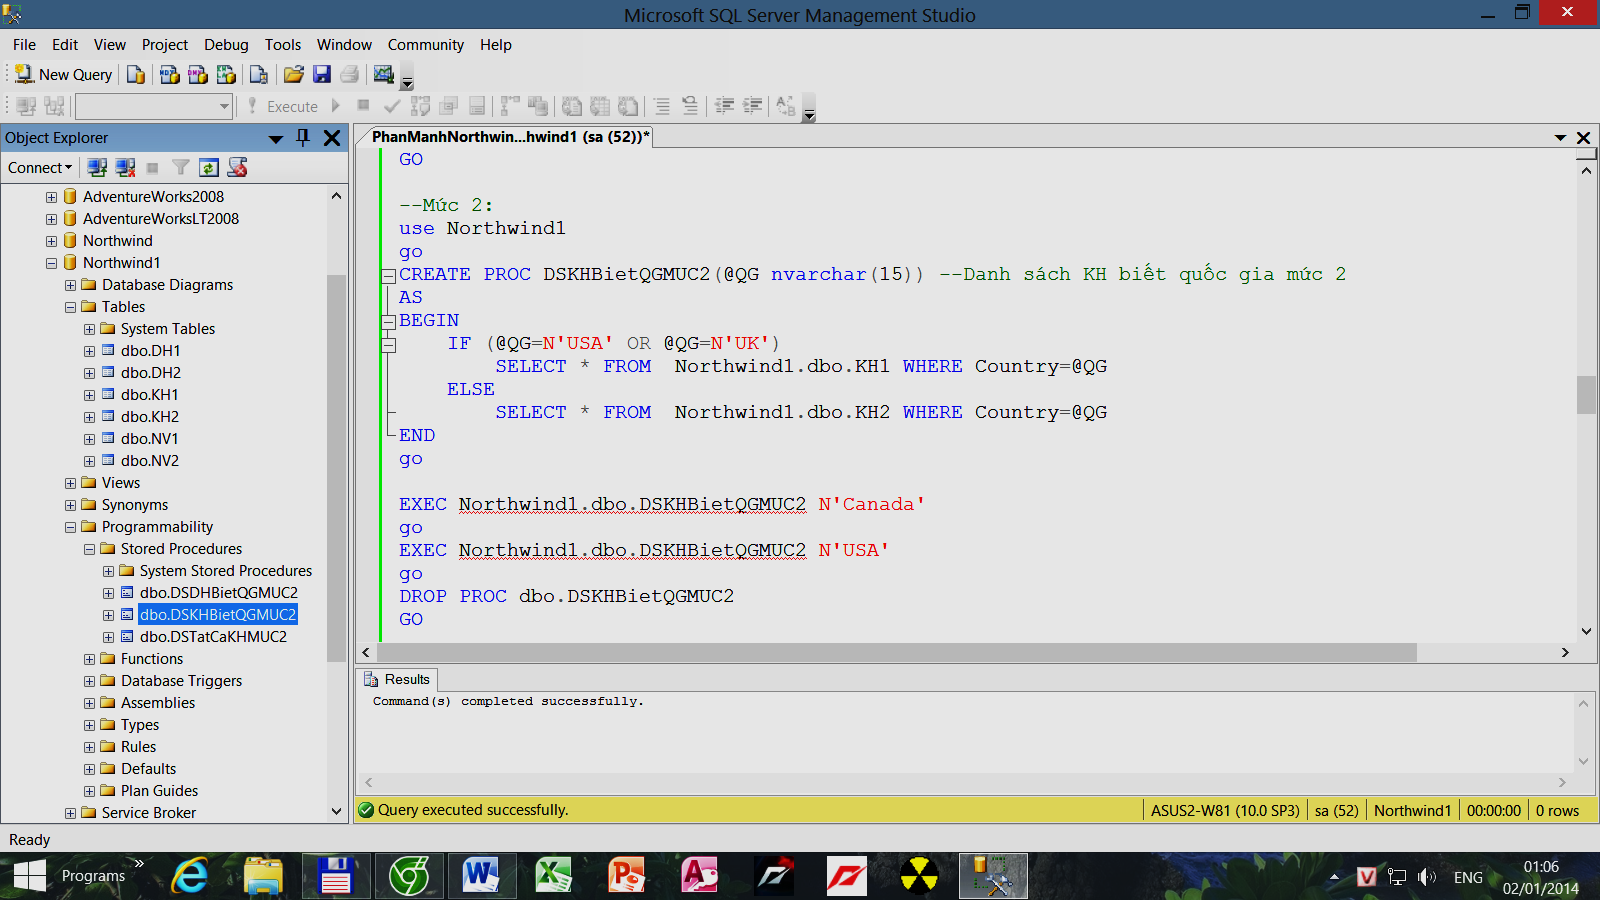 Microsoft SQL Server Management Studio
File Edit View Project Debug Tools Window Community Help
New Query
Execute
Object Explorer
Connect
AdventureWorks2008
AdventureWorksLT2008
Northwind
Northwind1
Database Diagrams
Tables
System Tables
dbo.DH1
dbo.DH2
dbo.KH1
dbo.KH2
dbo.NV1
dbo.NV2
Views
Synonyms
Programmability
Stored Procedures
System Stored Procedures
dbo.DSDHBietQGMUC2
dbo.DSKHBietQGMUC2
dbo.DSTatCaKHMUC2
Functions
Database Triggers
Assemblies
Types
Rules
Defaults
Plan Guides
Service Broker
PhanManhNorthwin...hwind1 (sa (52))*
GO
--Mức 2:
use Northwind1
go
CREATE PROC DSKHBietQGMUC2(@QG nvarchar(15)) --Danh sách KH biết quốc gia mức 2
AS
BEGIN
IF (@QG=N'USA' OR @QG=N'UK')
SELECT * FROM Northwind1.dbo.KH1 WHERE Country=@QG
ELSE
SELECT * FROM Northwind1.dbo.KH2 WHERE Country=@QG
END
go
EXEC Northwind1.dbo.DSKHBietQGMUC2 N'Canada'
go
EXEC Northwind1.dbo.DSKHBietQGMUC2 N'USA'
go
DROP PROC dbo.DSKHBietQGMUC2
GO
Results
Command(s) completed successfully.
Query executed successfully. ASUS2-W81 (10.0 SP3) sa (52) Northwind1 00:00:00 0 rows
Ready
Programs » ENG 01:06
02/01/2014